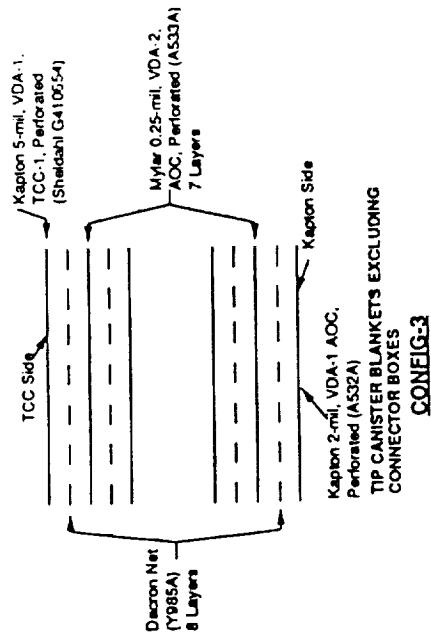 Kapton 5-mil, VDA-1,
TCC-1, Perforated
(Sheldahl G410654)
TCC Side
Mylar 0.25-mil, VDA-2,
AOC, Perforated (A533A)
7 Layers
Dacron Net
(Y985A)
8 Layers
Kapton Side
Kapton 2-mil, VDA-1 AOC,
Perforated (A532A)
TIP CANISTER BLANKETS EXCLUDING
CONNECTOR BOXES
CONFIG-3